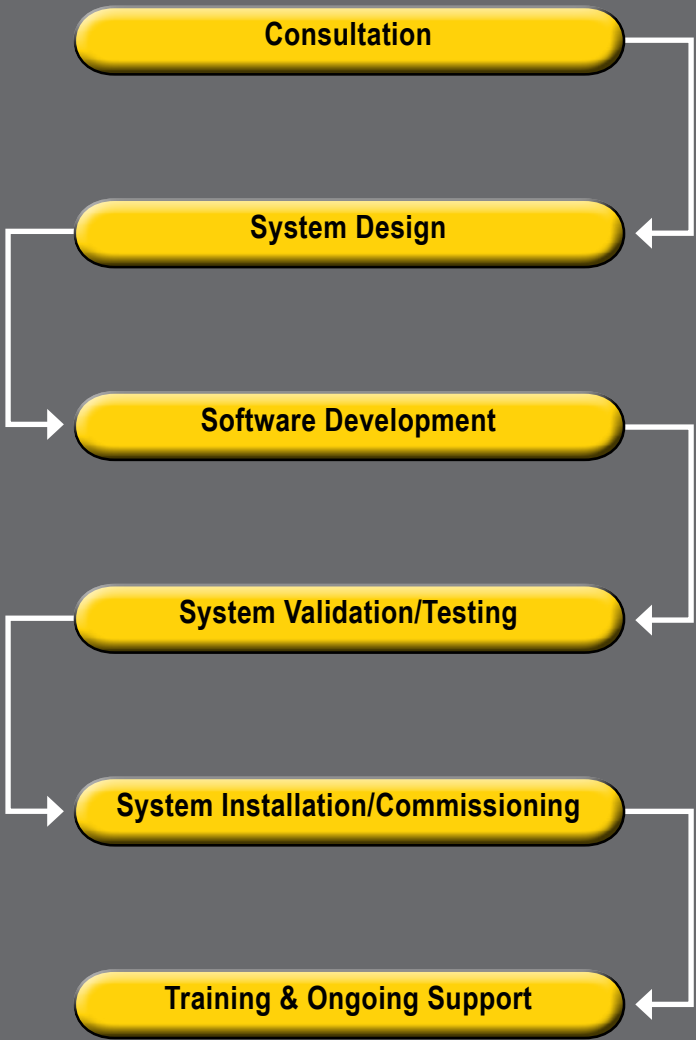 Consultation
System Design
Software Development
System Validation/Testing
System Installation/Commissioning
Training & Ongoing Support